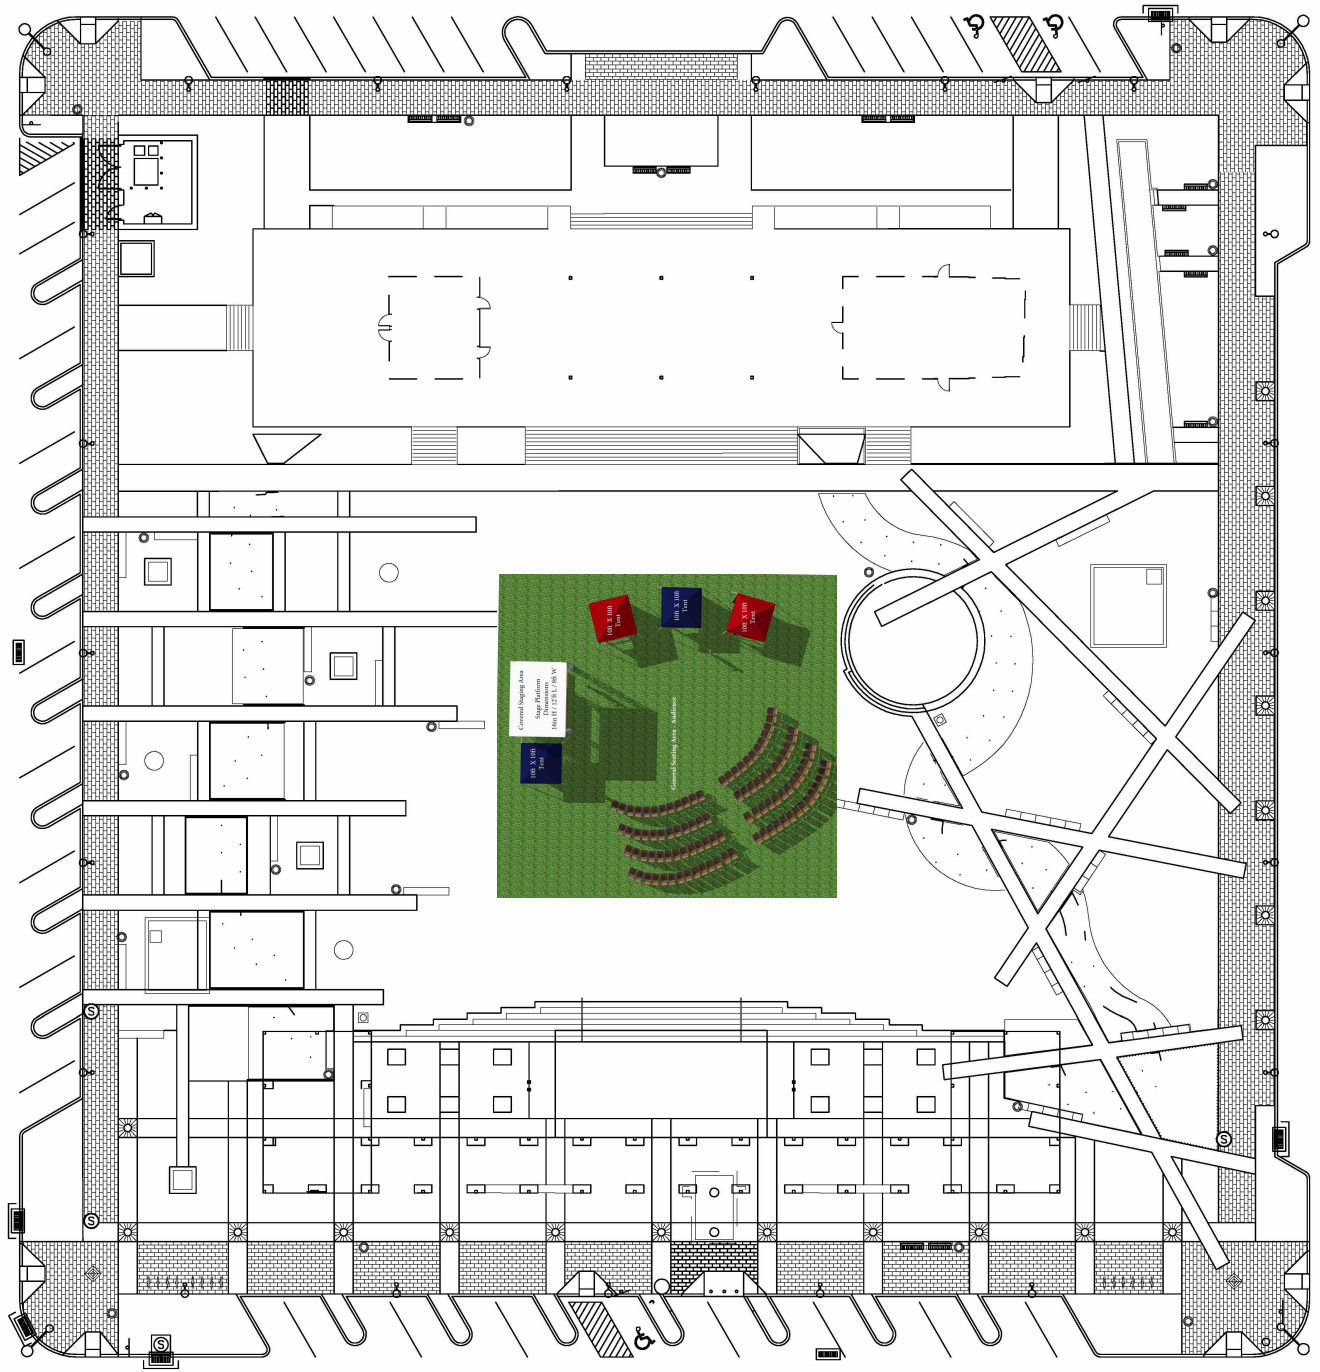 10ft X 10ft
Tent
10ft X 10ft
Tent
10ft X 10ft
Tent
Covered Staging Area
Stage Platform
Dimensions
16in H / 12ft L / 8ft W
10ft X 10ft
Tent
General Seating Area - Audience
S
S
S
S